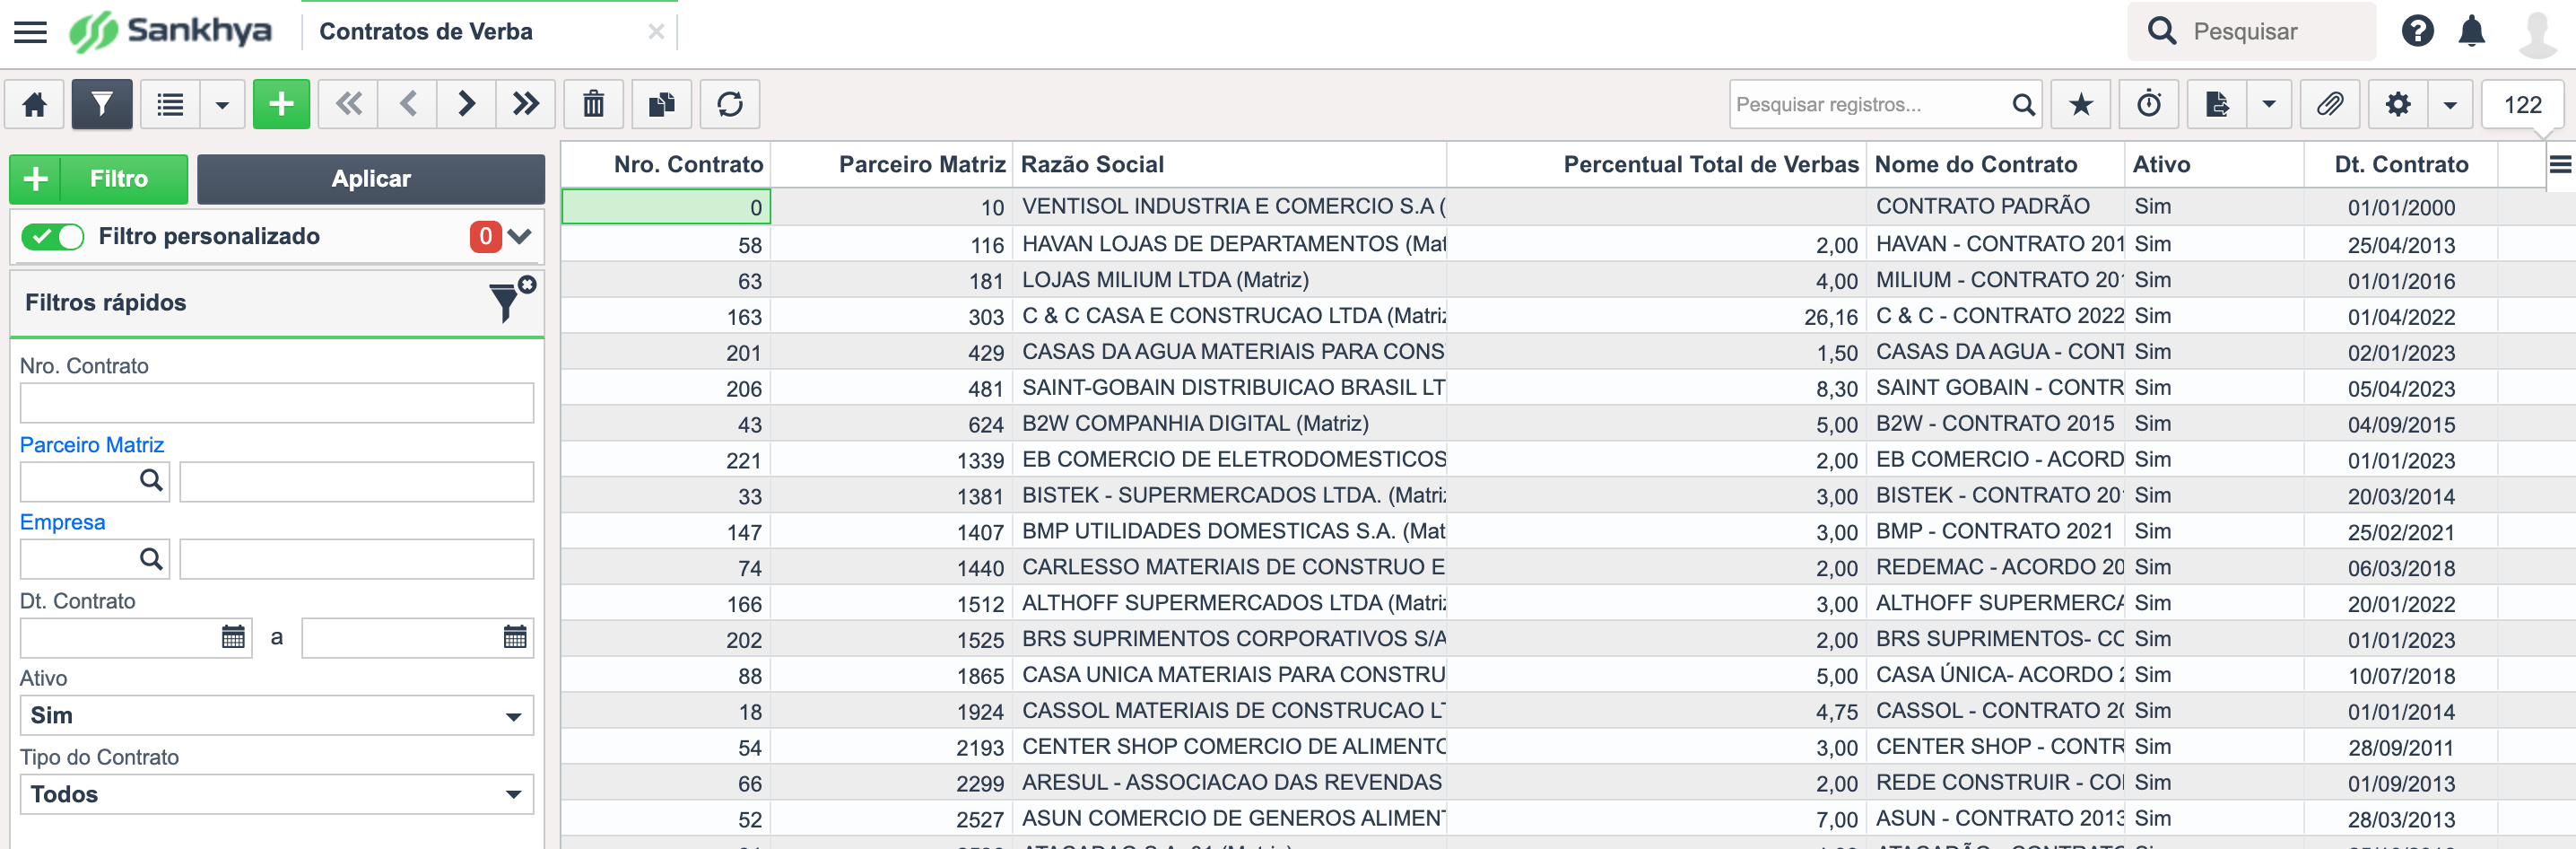 Sankhya Contratos de Verba Pesquisar
Pesquisar registros... 122
Filtro Aplicar
Filtro personalizado 0
Filtros rápidos
Nro. Contrato
Parceiro Matriz
Empresa
Dt. Contrato
a
Ativo
Sim
Tipo do Contrato
Todos
Nro. Contrato Parceiro Matriz Razão Social Percentual Total de Verbas Nome do Contrato Ativo Dt. Contrato
0 10 VENTISOL INDUSTRIA E COMERCIO S.A ( CONTRATO PADRÃO Sim 01/01/2000
58 116 HAVAN LOJAS DE DEPARTAMENTOS (Mat 2,00 HAVAN - CONTRATO 201 Sim 25/04/2013
63 181 LOJAS MILIUM LTDA (Matriz) 4,00 MILIUM - CONTRATO 20 Sim 01/01/2016
163 303 C & C CASA E CONSTRUCAO LTDA (Matri 26,16 C & C - CONTRATO 2022 Sim 01/04/2022
201 429 CASAS DA AGUA MATERIAIS PARA CONS 1,50 CASAS DA AGUA - CONT Sim 02/01/2023
206 481 SAINT-GOBAIN DISTRIBUICAO BRASIL LT 8,30 SAINT GOBAIN - CONTR Sim 05/04/2023
43 624 B2W COMPANHIA DIGITAL (Matriz) 5,00 B2W - CONTRATO 2015 Sim 04/09/2015
221 1339 EB COMERCIO DE ELETRODOMESTICOS 2,00 EB COMERCIO - ACORD Sim 01/01/2023
33 1381 BISTEK - SUPERMERCADOS LTDA. (Matri 3,00 BISTEK - CONTRATO 20 Sim 20/03/2014
147 1407 BMP UTILIDADES DOMESTICAS S.A. (Mat 3,00 BMP - CONTRATO 2021 Sim 25/02/2021
74 1440 CARLESSO MATERIAIS DE CONSTRUO E 2,00 REDEMAC - ACORDO 20 Sim 06/03/2018
166 1512 ALTHOFF SUPERMERCADOS LTDA (Matri 3,00 ALTHOFF SUPERMERCA Sim 20/01/2022
202 1525 BRS SUPRIMENTOS CORPORATIVOS S/A 2,00 BRS SUPRIMENTOS- CO Sim 01/01/2023
88 1865 CASA UNICA MATERIAIS PARA CONSTRU 5,00 CASA ÚNICA- ACORDO 2 Sim 10/07/2018
18 1924 CASSOL MATERIAIS DE CONSTRUCAO L 4,75 CASSOL - CONTRATO 20 Sim 01/01/2014
54 2193 CENTER SHOP COMERCIO DE ALIMENTO 3,00 CENTER SHOP - CONTR Sim 28/09/2011
66 2299 ARESUL - ASSOCIACAO DAS REVENDAS 2,00 REDE CONSTRUIR - CO Sim 01/09/2013
52 2527 ASUN COMERCIO DE GENEROS ALIMEN 7,00 ASUN - CONTRATO 2013 Sim 28/03/2013